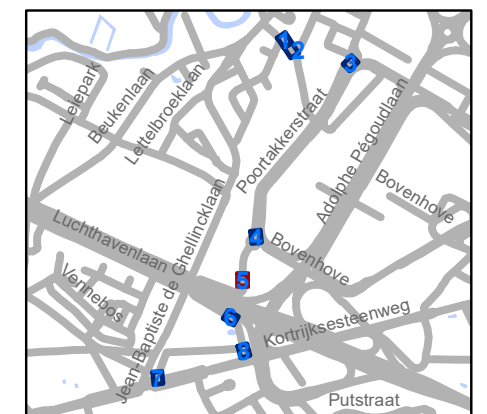 1
2
3
Leiepark
Beukenlaan
Lettelbroeklaan
Poortakkerstraat
Adolphe Pégoudlaan
Bovenhove
4
Bovenhove
Luchthavenlaan
Jean-Baptiste de Ghellincklaan
5
Vennebos
6
Kortrijksesteenweg
8
7
Putstraat